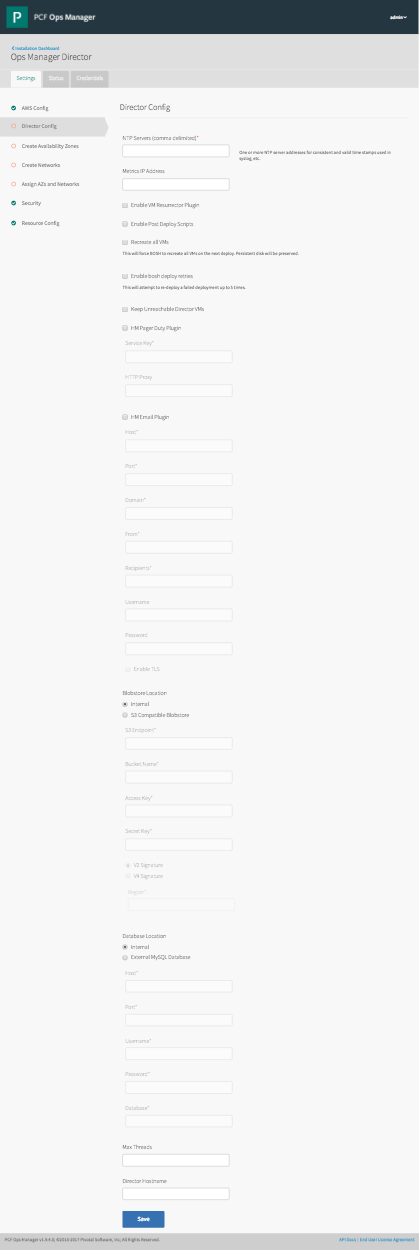 P PCF Ops Manager
admin
Installation Dashboard
Ops Manager Director
Settings Status Credentials
AWS Config
Director Config
Create Availability Zones
Create Networks
Assign AZs and Networks
Security
Resource Config
Director Config
NTP Servers (comma delimited)*
One or more NTP server addresses for consistent and valid time stamps used in
syslog, etc.
Metrics IP Address
Enable VM Resurrector Plugin
Enable Post Deploy Scripts
Recreate all VMs
This will force BOSH to recreate all VMs on the next deploy. Persistent disk will be preserved.
Enable bosh deploy retries
This will attempt to re-deploy a failed deployment up to 5 times.
Keep Unreachable Director VMs
HM Pager Duty Plugin
Service Key*
HTTP Proxy
HM Email Plugin
Host*
Port*
Domain*
From*
Recipients*
Username
Password
Enable TLS
Blobstore Location
Internal
S3 Compatible Blobstore
S3 Endpoint*
Bucket Name*
Access Key*
Secret Key*
V2 Signature
V4 Signature
Region*
Database Location
Internal
External MySQL Database
Host*
Port*
Username*
Password*
Database*
Max Threads
Director Hostname
Save
PCF Ops Manager ©2013-2017 Pivotal Software, Inc; All Rights Reserved.
API Docs | End User License Agreement